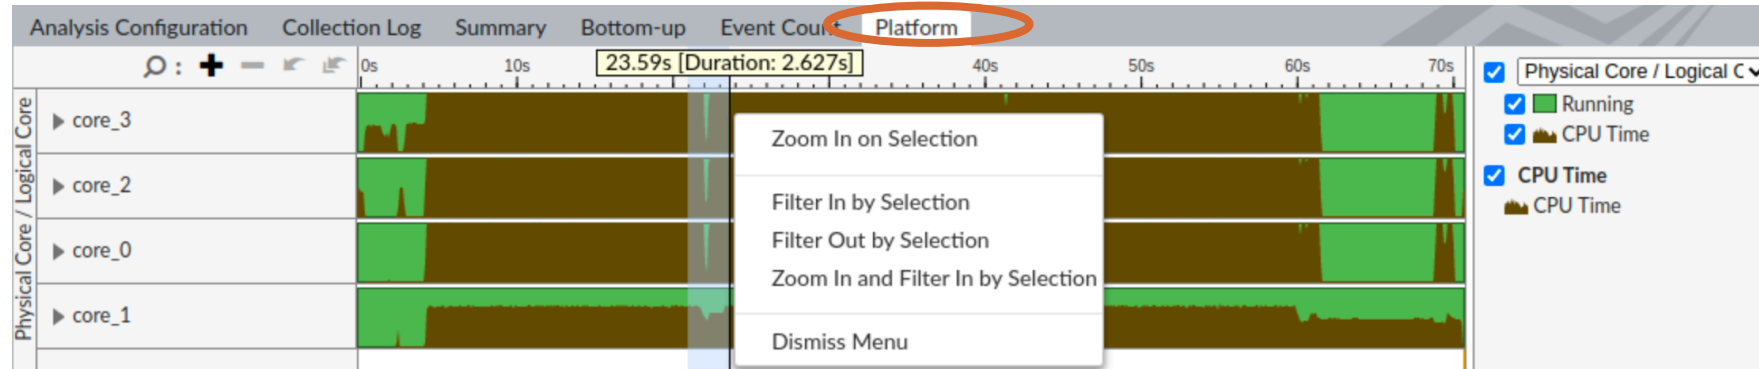 Analysis Configuration Collection Log Summary Bottom-up Event Count Platform
0s 10s 23.59s [Duration: 2.627s] 40s 50s 60s 70s
Physical Core / Logical Core
core_3
core_2
core_0
core_1
Zoom In on Selection
Filter In by Selection
Filter Out by Selection
Zoom In and Filter In by Selection
Dismiss Menu
Physical Core / Logical C
Running
CPU Time
CPU Time
CPU Time